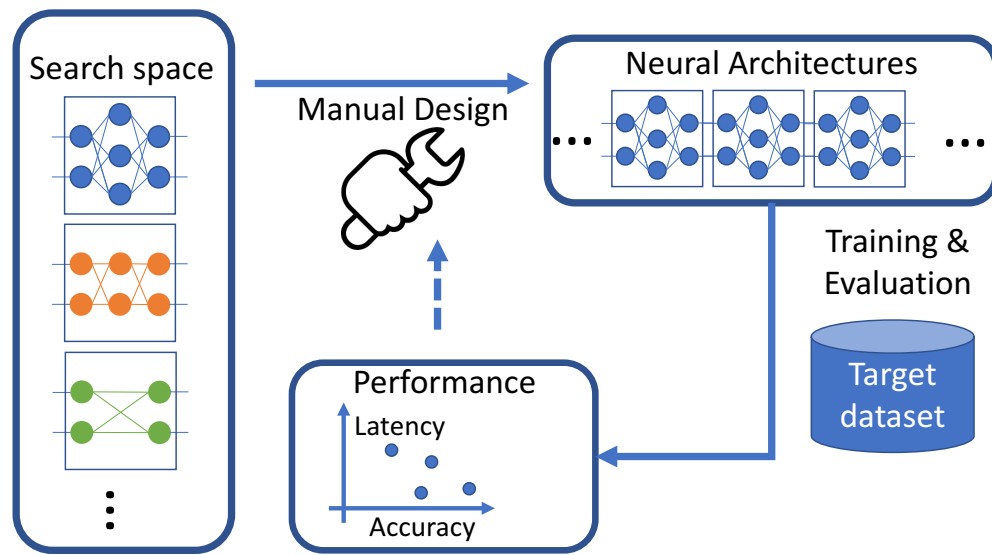 Search space
Manual Design
Neural Architectures
Training &
Evaluation
Target
dataset
Performance
Latency
Accuracy